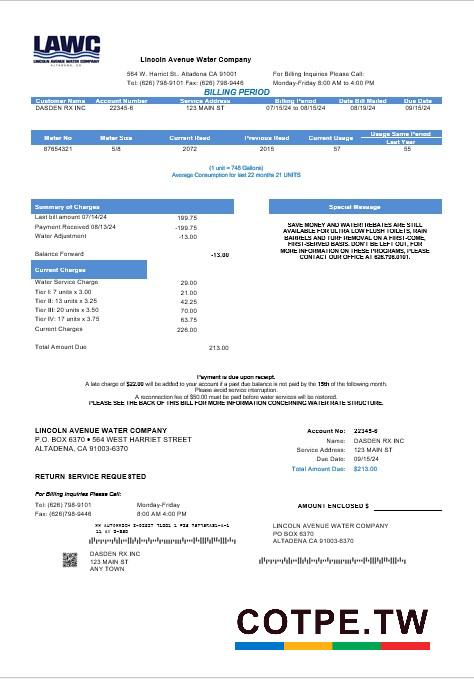 LAWC
LINCOLN AVENUE WATER COMPANY
Lincoln Avenue Water Company
564 W. Harriet St., Altadena CA 91001
For Billing Inquiries Please Call:
Tel: (626) 798-9101 Fax: (626)798-9446
Monday-Friday 8:00 AM to 4:00 PM
BILLING PERIOD
Customer Name Account Number Service Address Billing Period Date Bill Mailed Due Date
DASDEN RX INC 22345-6 123 MAIN ST 07/15/24 to 08/15/24 08/19/24 09/15/24
Usage Same Period
Meter No Meter Size Current Read Previous Read Current Usage Last Year
87654321 5/8 2072 2015 57 55
(1 unit = 748 Gallons)
Average Consumption for last 22 months 21 UNITS
Summary of Charges
Last bill amount 07/14/24 199.75
Payment Received 08/13/24 -199.75
Water Adjustment -13.00
Balance Forward -13.00
Special Message
SAVE MONEY AND WATER! REBATES ARE STILL
AVAILABLE FOR ULTRA LOW FLUSH TOILETS, RAIN
BARRELS AND TURF REMOVAL ON A FIRST-COME,
FIRST-SERVED BASIS. DON'T BE LEFT OUT, FOR
MORE INFORMATION ON THESE PROGRAMS, PLEASE
CONTACT OUR OFFICE AT 626.798.9101.
Current Charges
Water Service Charge 29.00
Tier I: 7 units x 3.00 21.00
Tier II: 13 units x 3.25 42.25
Tier III: 20 units x 3.50 70.00
Tier IV: 17 units x 3.75 63.75
Current Charges 226.00
Total Amount Due 213.00
Payment is due upon receipt.
A late charge of $22.00 will be added to your account if a past due balance is not paid by the 15th of the following month.
Please avoid service interruption.
A reconnection fee of $50.00 must be paid before water services will be restored.
PLEASE SEE THE BACK OF THIS BILL FOR MORE INFORMATION CONCERNING WATER RATE STRUCTURE.
LINCOLN AVENUE WATER COMPANY
P.O. BOX 6370 • 564 WEST HARRIET STREET
ALTADENA, CA 91003-6370
Account No: 22345-6
Name: DASDEN RX INC
Service Address: 123 MAIN ST
Due Date: 09/15/24
Total Amount Due: $213.00
RETURN SERVICE REQUESTED
For Billing Inquiries Please Call:
Tel: (626) 798-9101 Monday-Friday
Fax: (626)798-9446 8:00 AM 4:00 PM
AMOUNT ENCLOSED $
DASDEN RX INC
123 MAIN ST
ANY TOWN
LINCOLN AVENUE WATER COMPANY
PO BOX 6370
ALTADENA CA 91003-6370
COTPE.TW